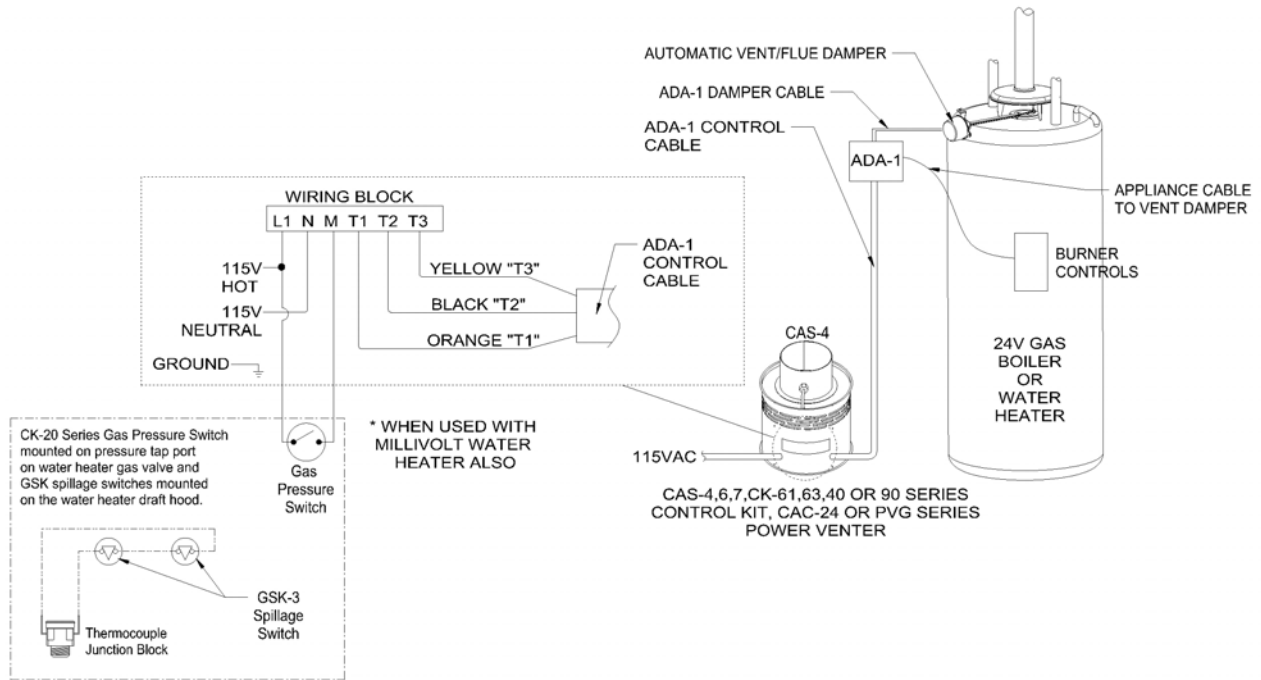 AUTOMATIC VENT/FLUE DAMPER
ADA-1 DAMPER CABLE
ADA-1 CONTROL
CABLE
ADA-1
APPLIANCE CABLE
TO VENT DAMPER
BURNER
CONTROLS
24V GAS
BOILER
OR
WATER
HEATER
WIRING BLOCK
L1 N M T1 T2 T3
115V
HOT
115V
NEUTRAL
GROUND
YELLOW "T3"
BLACK "T2"
ORANGE "T1"
ADA-1
CONTROL
CABLE
CAS-4
115VAC
CAS-4,6,7,CK-61,63,40 OR 90 SERIES
CONTROL KIT, CAC-24 OR PVG SERIES
POWER VENTER
* WHEN USED WITH
MILLIVOLT WATER
HEATER ALSO
Gas
Pressure
Switch
CK-20 Series Gas Pressure Switch
mounted on pressure tap port
on water heater gas valve and
GSK spillage switches mounted
on the water heater draft hood.
GSK-3
Spillage
Switch
Thermocouple
Junction Block